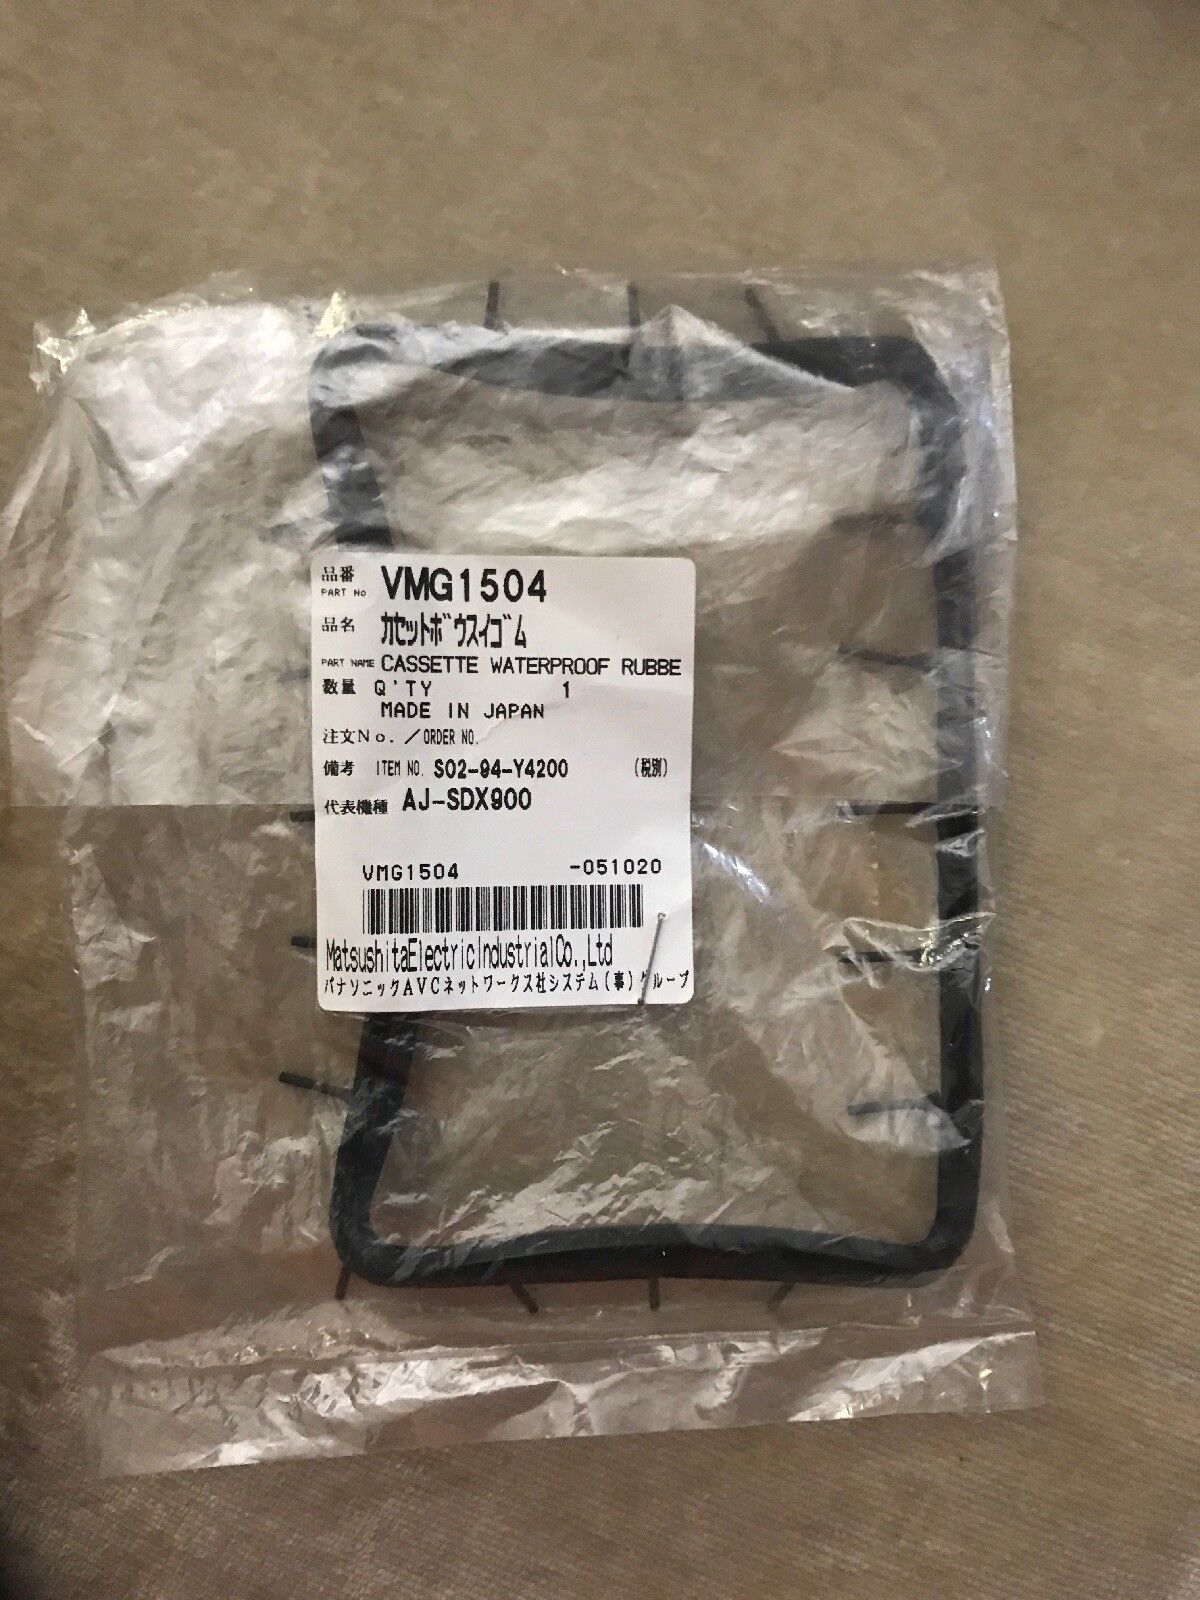 品番 PART No VMG1504
品名 ｶｾｯﾄﾎﾞｳｽｲｺﾞﾑ
PART NAME CASSETTE WATERPROOF RUBBE
数量 Q'TY 1
MADE IN JAPAN
注文No．／ORDER NO.
備考 ITEM NO. S02-94-Y4200 (税別)
代表機種 AJ-SDX900
VMG1504 -051020
MatsushitaElectricIndustrialCo.,Ltd
パナソニックAVCネットワークス社システム(事)グループ